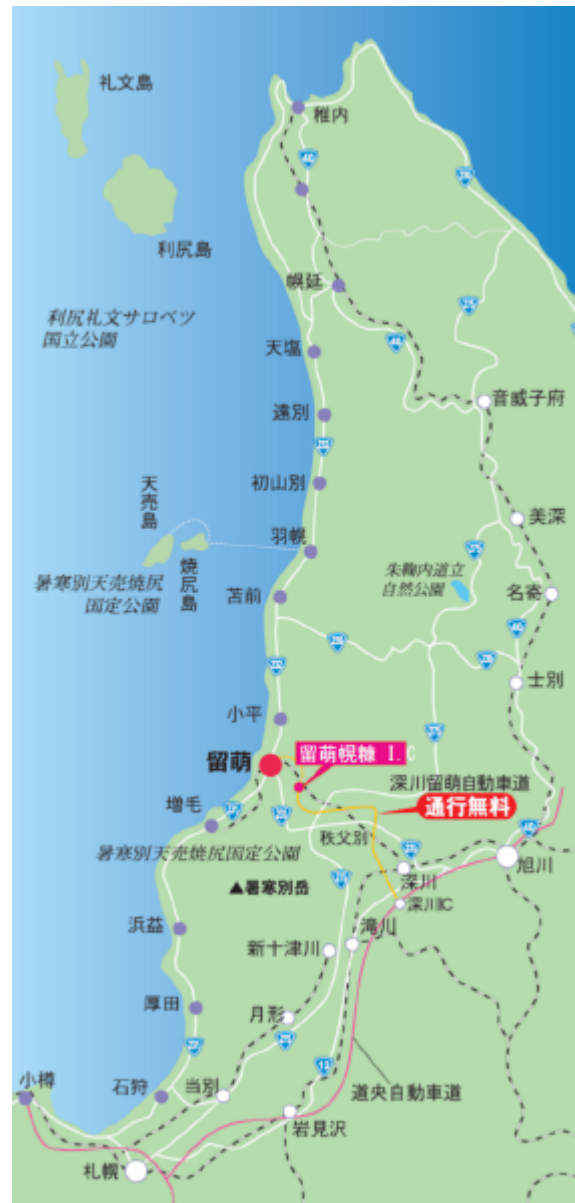 礼文島
稚内
40
利尻島
幌延
利尻礼文サロベツ
国立公園
天塩
40
音威子府
遠別
初山別
天売島
美深
羽幌
焼尻島
暑寒別天売焼尻
国定公園
朱鞠内道立
自然公園
名寄
苫前
40
士別
小平
留萌
留萌幌糠 I.C
深川留萌自動車道
通行無料
増毛
秩父別
暑寒別天売焼尻国定公園
旭川
深川
▲暑寒別岳
深川IC
滝川
浜益
新十津川
厚田
月形
12
小樽
石狩
当別
道央自動車道
岩見沢
札幌